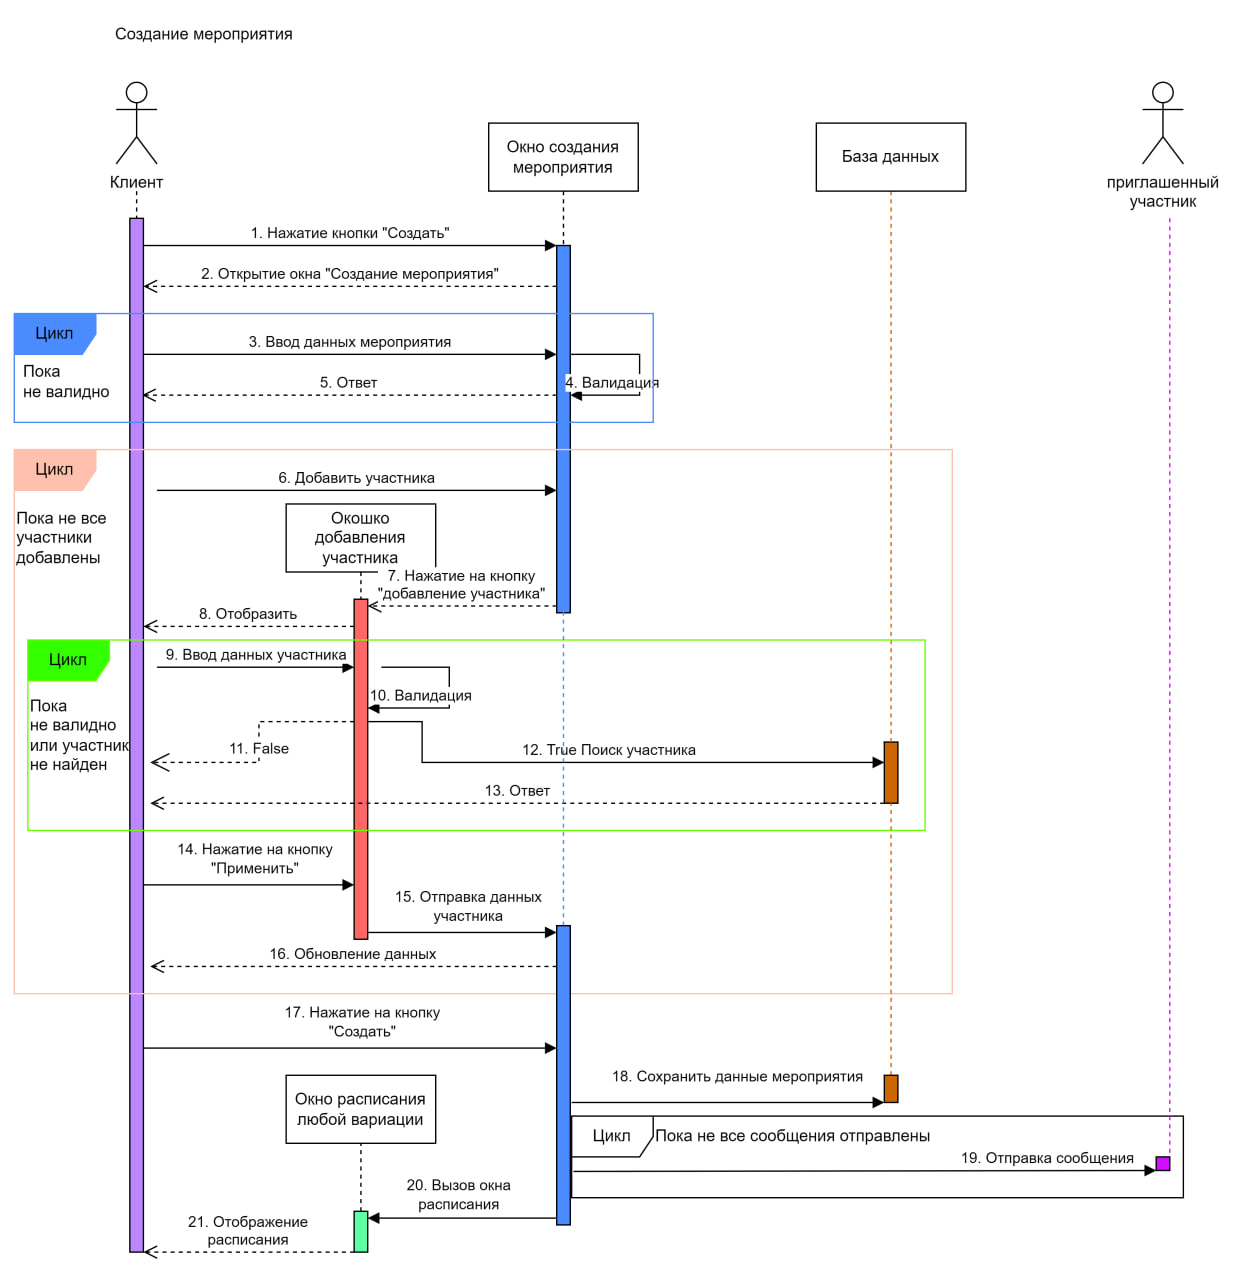 Создание мероприятия
Клиент
Окно создания
мероприятия
База данных
приглашенный
участник
1. Нажатие кнопки "Создать"
2. Открытие окна "Создание мероприятия"
Цикл
Пока
не валидно
3. Ввод данных мероприятия
4. Валидация
5. Ответ
Цикл
Пока не все
участники
добавлены
6. Добавить участника
Окошко
добавления
участника
7. Нажатие на кнопку
"добавление участника"
8. Отобразить
Цикл
Пока
не валидно
или участник
не найден
9. Ввод данных участника
10. Валидация
11. False
12. True Поиск участника
13. Ответ
14. Нажатие на кнопку
"Применить"
15. Отправка данных
участника
16. Обновление данных
17. Нажатие на кнопку
"Создать"
18. Сохранить данные мероприятия
Окно расписания
любой вариации
Цикл
Пока не все сообщения отправлены
19. Отправка сообщения
20. Вызов окна
расписания
21. Отображение
расписания